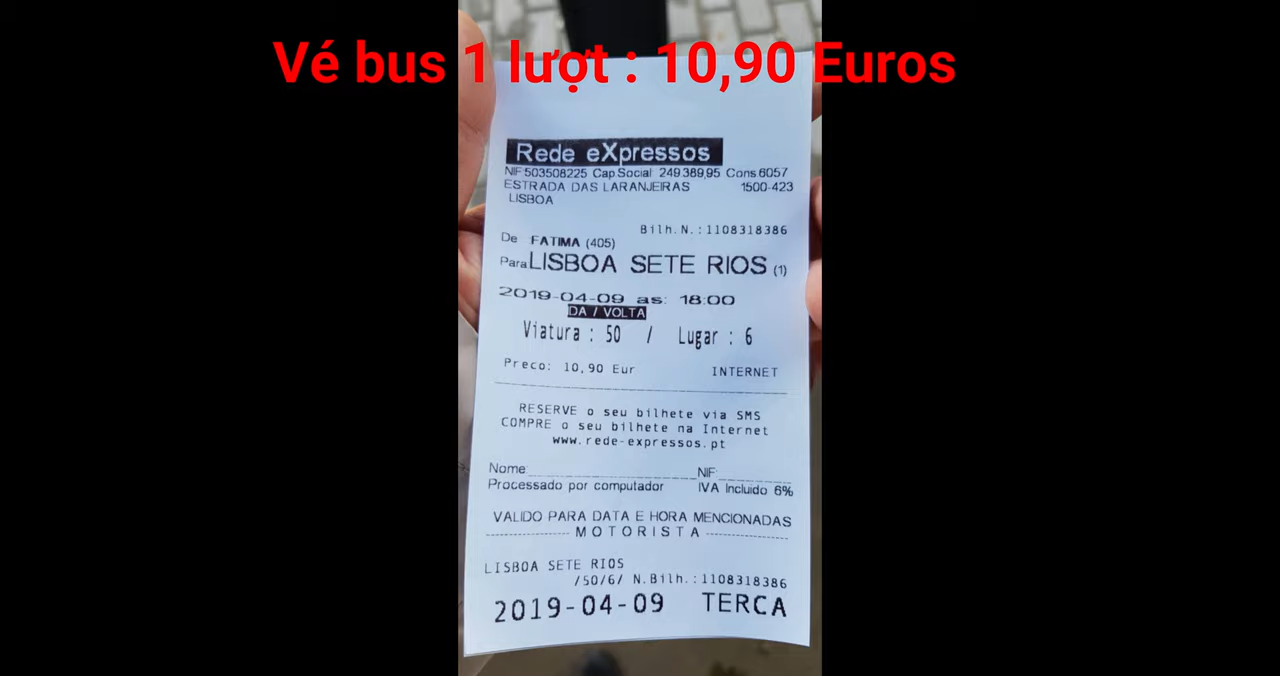 Vé bus 1 lượt : 10,90 Euros
Rede eXpressos
NIF:503508225 Cap Social: 249389,95 Cons 6057
ESTRADA DAS LARANJEIRAS 1500-423
LISBOA
Bilh.N.:1108318386
De FATIMA (405)
Para LISBOA SETE RIOS (1)
2019-04-09 as: 18:00
IDA / VOLTA
Viatura : 50 / Lugar : 6
Preco: 10,90 Eur INTERNET
RESERVE o seu bilhete via SMS
COMPRE o seu bilhete na Internet
www.rede-expressos.pt
Nome: NIF:
Processado por computador IVA Incluido 6%
VALIDO PARA DATA E HORA MENCIONADAS
MOTORISTA
LISBOA SETE RIOS
/50/6/ N.Bilh.:1108318386
2019-04-09 TERCA